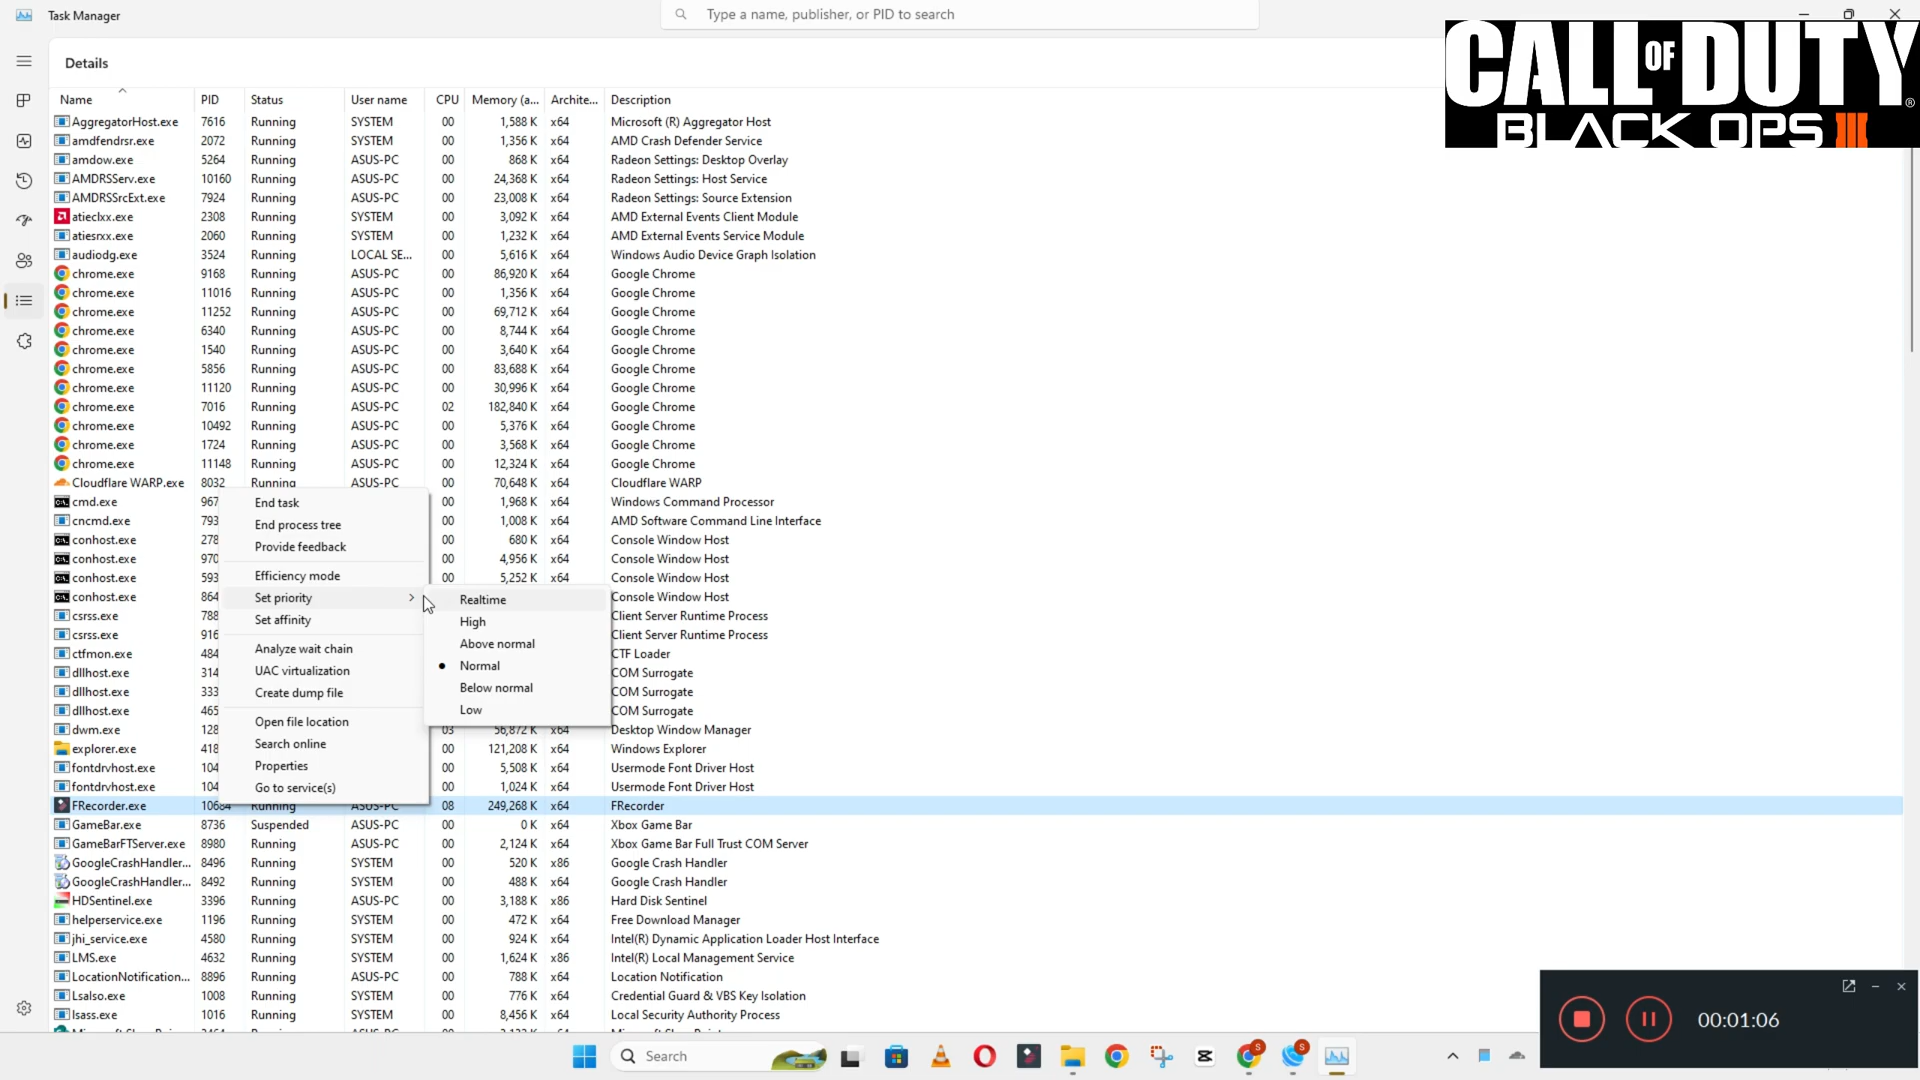 Task Manager
Type a name, publisher, or PID to search
CALL OF DUTY®
BLACK OPS III
Details
Name PID Status User name CPU Memory (a... Archite... Description
AggregatorHost.exe 7616 Running SYSTEM 00 1,588 K x64 Microsoft (R) Aggregator Host
amdfendrsr.exe 2072 Running SYSTEM 00 1,356 K x64 AMD Crash Defender Service
amdow.exe 5264 Running ASUS-PC 00 868 K x64 Radeon Settings: Desktop Overlay
AMDRSServ.exe 10160 Running ASUS-PC 00 24,368 K x64 Radeon Settings: Host Service
AMDRSSrcExt.exe 7924 Running ASUS-PC 00 23,008 K x64 Radeon Settings: Source Extension
atieclxx.exe 2308 Running SYSTEM 00 3,092 K x64 AMD External Events Client Module
atiesrxx.exe 2060 Running SYSTEM 00 1,232 K x64 AMD External Events Service Module
audiodg.exe 3524 Running LOCAL SE... 00 5,616 K x64 Windows Audio Device Graph Isolation
chrome.exe 9168 Running ASUS-PC 00 86,920 K x64 Google Chrome
chrome.exe 11016 Running ASUS-PC 00 1,356 K x64 Google Chrome
chrome.exe 11252 Running ASUS-PC 00 69,712 K x64 Google Chrome
chrome.exe 6340 Running ASUS-PC 00 8,744 K x64 Google Chrome
chrome.exe 1540 Running ASUS-PC 00 3,640 K x64 Google Chrome
chrome.exe 5856 Running ASUS-PC 00 83,688 K x64 Google Chrome
chrome.exe 11120 Running ASUS-PC 00 30,996 K x64 Google Chrome
chrome.exe 7016 Running ASUS-PC 02 182,840 K x64 Google Chrome
chrome.exe 10492 Running ASUS-PC 00 5,376 K x64 Google Chrome
chrome.exe 1724 Running ASUS-PC 00 3,568 K x64 Google Chrome
chrome.exe 11148 Running ASUS-PC 00 12,324 K x64 Google Chrome
Cloudflare WARP.exe 8032 Running ASUS-PC 00 70,648 K x64 Cloudflare WARP
cmd.exe 967 00 1,968 K x64 Windows Command Processor
cncmd.exe 793 00 1,008 K x64 AMD Software Command Line Interface
conhost.exe 278 00 680 K x64 Console Window Host
conhost.exe 970 00 4,956 K x64 Console Window Host
conhost.exe 593 00 5,252 K x64 Console Window Host
conhost.exe 864 Console Window Host
csrss.exe 788 Client Server Runtime Process
csrss.exe 916 Client Server Runtime Process
ctfmon.exe 484 CTF Loader
dllhost.exe 314 COM Surrogate
dllhost.exe 333 COM Surrogate
dllhost.exe 465 COM Surrogate
dwm.exe 128 03 56,872 K x64 Desktop Window Manager
explorer.exe 418 00 121,208 K x64 Windows Explorer
fontdrvhost.exe 104 00 5,508 K x64 Usermode Font Driver Host
fontdrvhost.exe 104 00 1,024 K x64 Usermode Font Driver Host
FRecorder.exe 10684 Running ASUS-PC 08 249,268 K x64 FRecorder
GameBar.exe 8736 Suspended ASUS-PC 00 0 K x64 Xbox Game Bar
GameBarFTServer.exe 8980 Running ASUS-PC 00 2,124 K x64 Xbox Game Bar Full Trust COM Server
GoogleCrashHandler... 8496 Running SYSTEM 00 520 K x86 Google Crash Handler
GoogleCrashHandler... 8492 Running SYSTEM 00 488 K x64 Google Crash Handler
HDSentinel.exe 3396 Running ASUS-PC 00 3,188 K x86 Hard Disk Sentinel
helperservice.exe 1196 Running SYSTEM 00 472 K x64 Free Download Manager
jhi_service.exe 4580 Running SYSTEM 00 924 K x64 Intel(R) Dynamic Application Loader Host Interface
LMS.exe 4632 Running SYSTEM 00 1,624 K x86 Intel(R) Local Management Service
LocationNotification... 8896 Running ASUS-PC 00 788 K x64 Location Notification
LsaIso.exe 1008 Running SYSTEM 00 776 K x64 Credential Guard & VBS Key Isolation
lsass.exe 1016 Running SYSTEM 00 8,456 K x64 Local Security Authority Process
End task
End process tree
Provide feedback
Efficiency mode
Set priority
Set affinity
Analyze wait chain
UAC virtualization
Create dump file
Open file location
Search online
Properties
Go to service(s)
Realtime
High
Above normal
Normal
Below normal
Low
00:01:06
Search
S
S